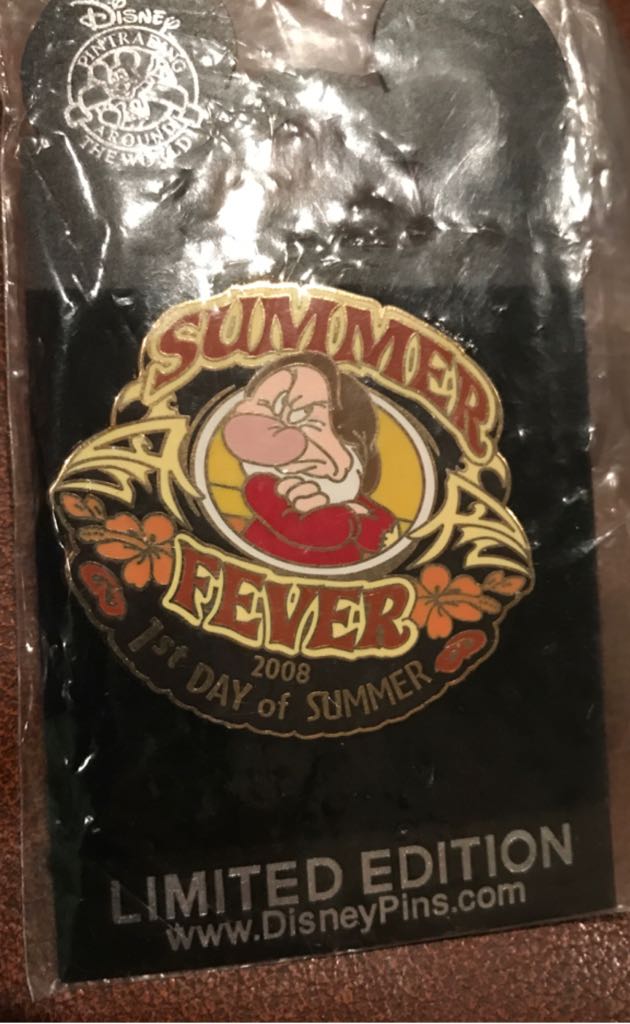 DISNEY
PIN TRADING
AROUND
THE WORLD
SUMMER
FEVER
2008
1st DAY of SUMMER
LIMITED EDITION
www.DisneyPins.com